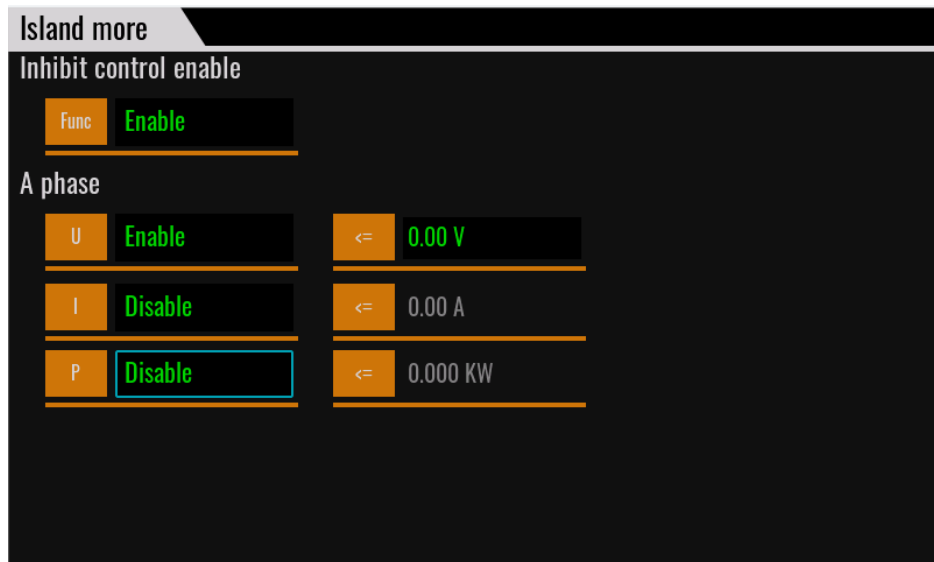 Island more
Inhibit control enable
Func Enable
A phase
U Enable <= 0.00 V
I Disable <= 0.00 A
P Disable <= 0.000 KW